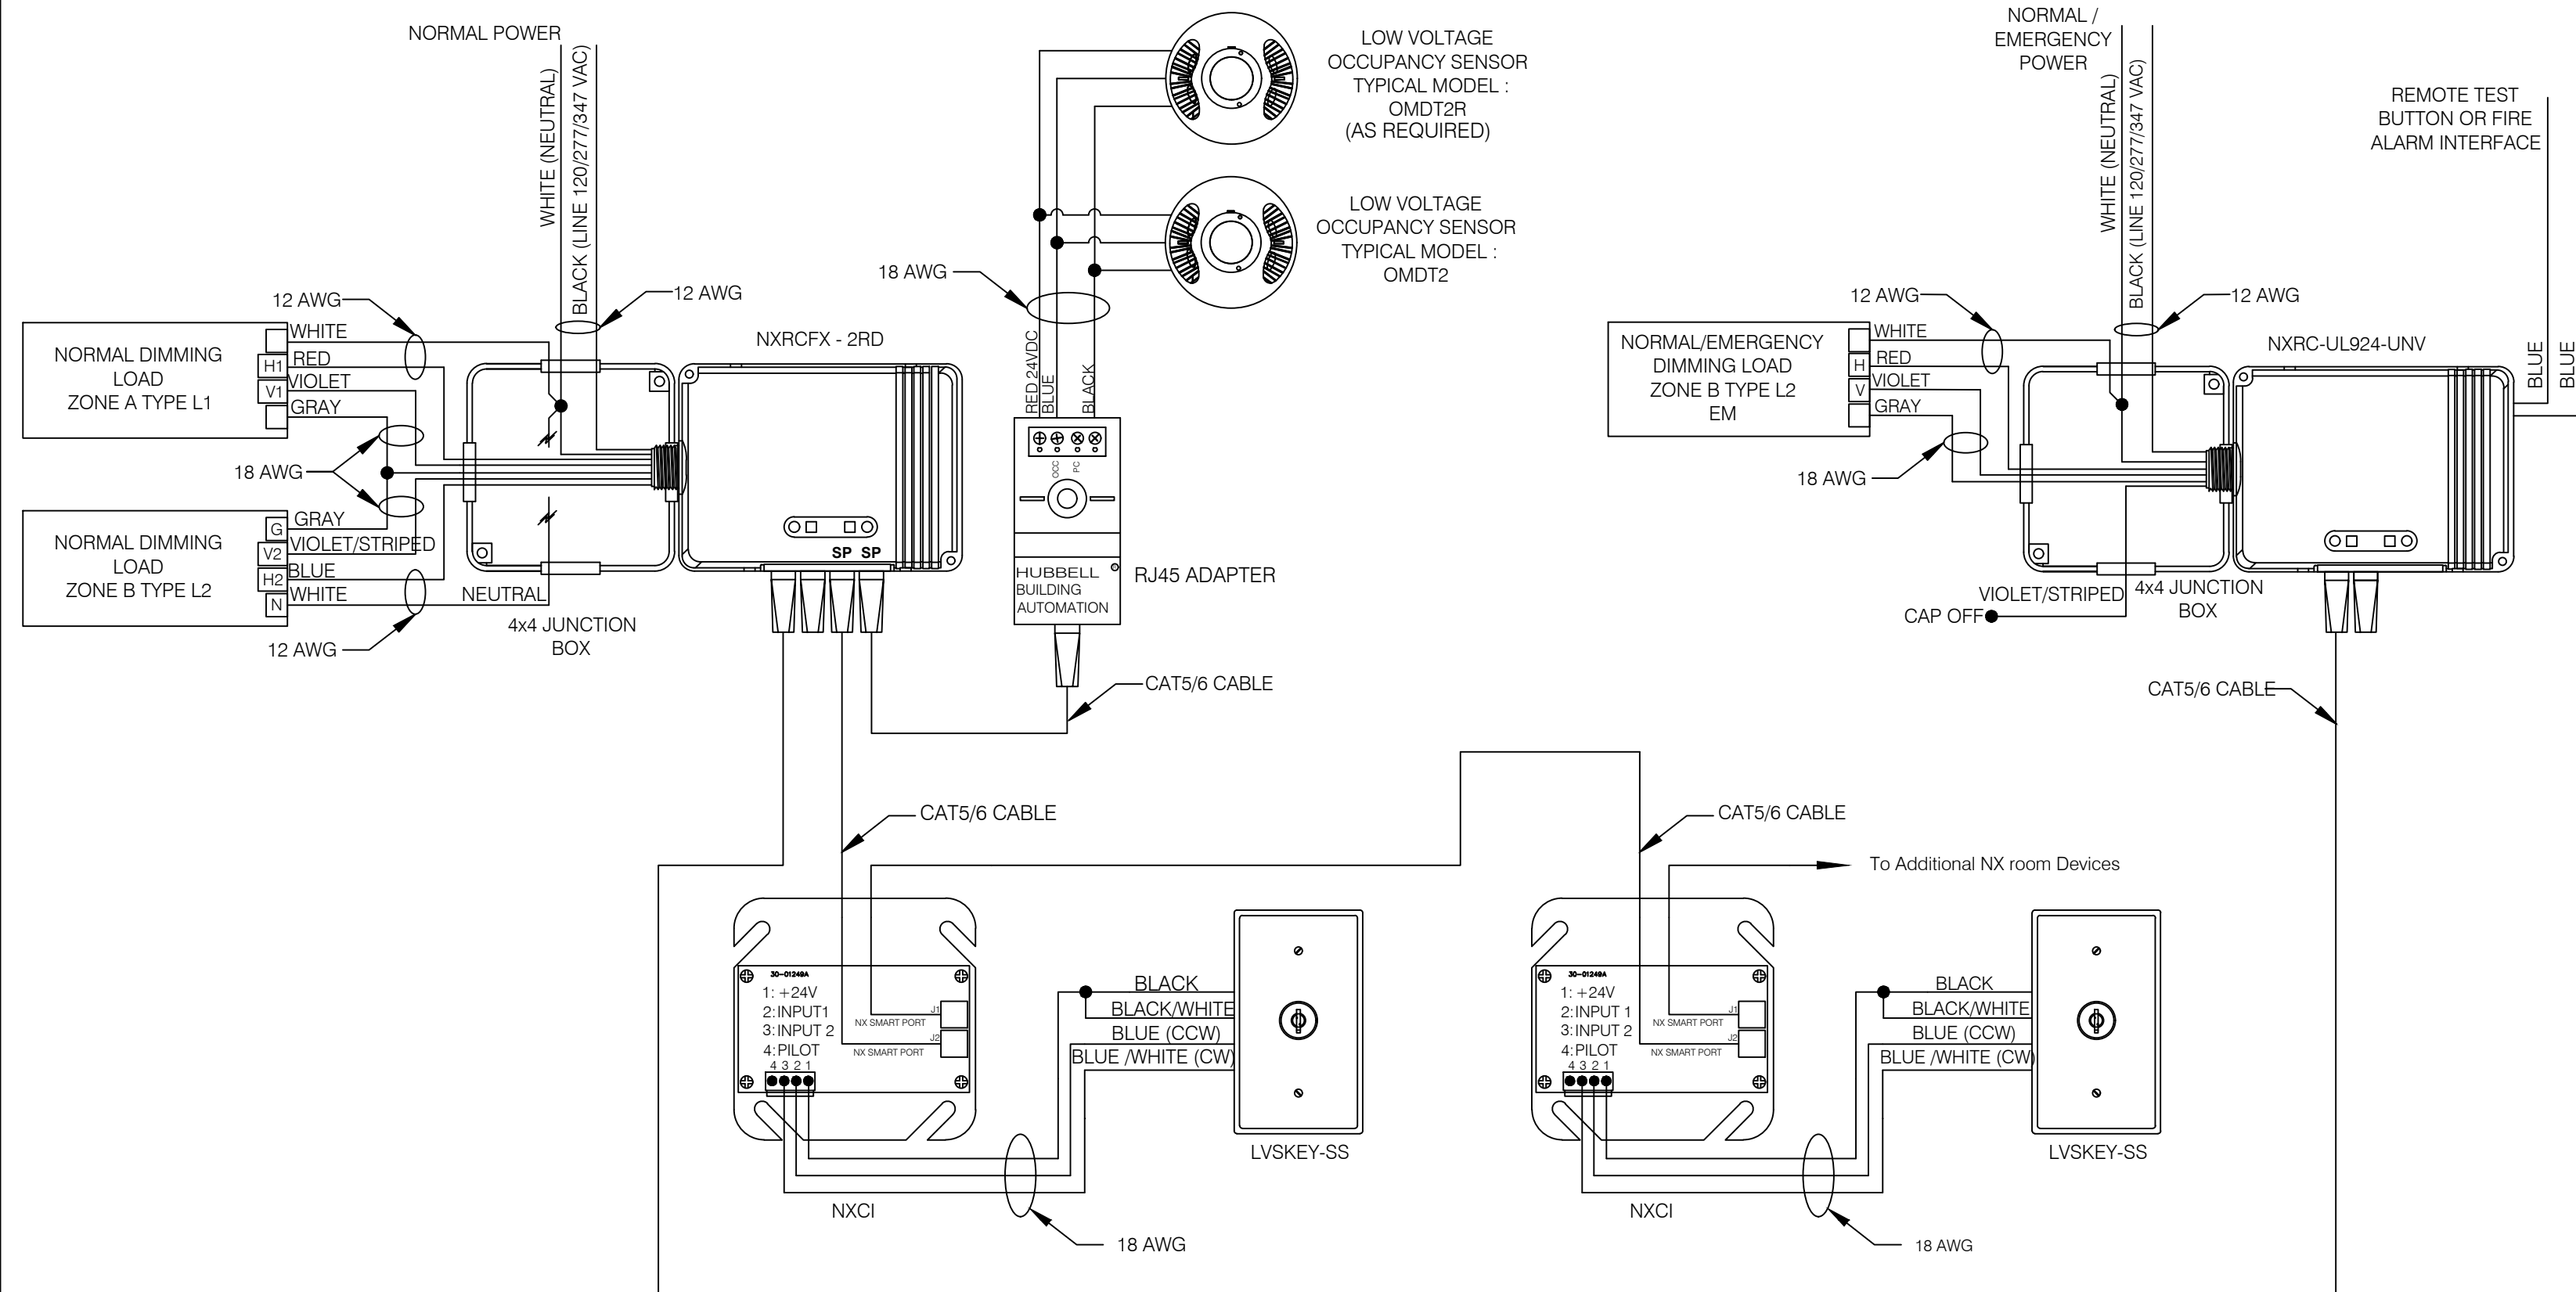 NORMAL POWER
WHITE (NEUTRAL)
BLACK (LINE 120/277/347 VAC)
12 AWG
12 AWG
NORMAL DIMMING
LOAD
ZONE A TYPE L1
WHITE
H1 RED
V1 VIOLET
GRAY
18 AWG
NORMAL DIMMING
LOAD
ZONE B TYPE L2
G GRAY
V2 VIOLET/STRIPED
H2 BLUE
N WHITE
NEUTRAL
12 AWG
4x4 JUNCTION
BOX
NXRCFX - 2RD
SP SP
LOW VOLTAGE
OCCUPANCY SENSOR
TYPICAL MODEL :
OMDT2R
(AS REQUIRED)
LOW VOLTAGE
OCCUPANCY SENSOR
TYPICAL MODEL :
OMDT2
18 AWG
RED 24VDC
BLUE
BLACK
OCC
PC
HUBBELL
BUILDING
AUTOMATION
RJ45 ADAPTER
CAT5/6 CABLE
NORMAL /
EMERGENCY
POWER
WHITE (NEUTRAL)
BLACK (LINE 120/277/347 VAC)
REMOTE TEST
BUTTON OR FIRE
ALARM INTERFACE
12 AWG
12 AWG
NXRC-UL924-UNV
BLUE
BLUE
NORMAL/EMERGENCY
DIMMING LOAD
ZONE B TYPE L2
EM
WHITE
H RED
V VIOLET
GRAY
18 AWG
VIOLET/STRIPED
CAP OFF
4x4 JUNCTION
BOX
CAT5/6 CABLE
CAT5/6 CABLE
30-01249A
1: +24V
2:INPUT1
3:INPUT 2
4:PILOT
4 3 2 1
J1
NX SMART PORT
J2
NX SMART PORT
BLACK
BLACK/WHITE
BLUE (CCW)
BLUE /WHITE (CW)
LVSKEY-SS
NXCI
18 AWG
CAT5/6 CABLE
To Additional NX room Devices
30-01249A
1: +24V
2:INPUT 1
3:INPUT 2
4:PILOT
4 3 2 1
J1
NX SMART PORT
J2
NX SMART PORT
BLACK
BLACK/WHITE
BLUE (CCW)
BLUE /WHITE (CW)
LVSKEY-SS
NXCI
18 AWG